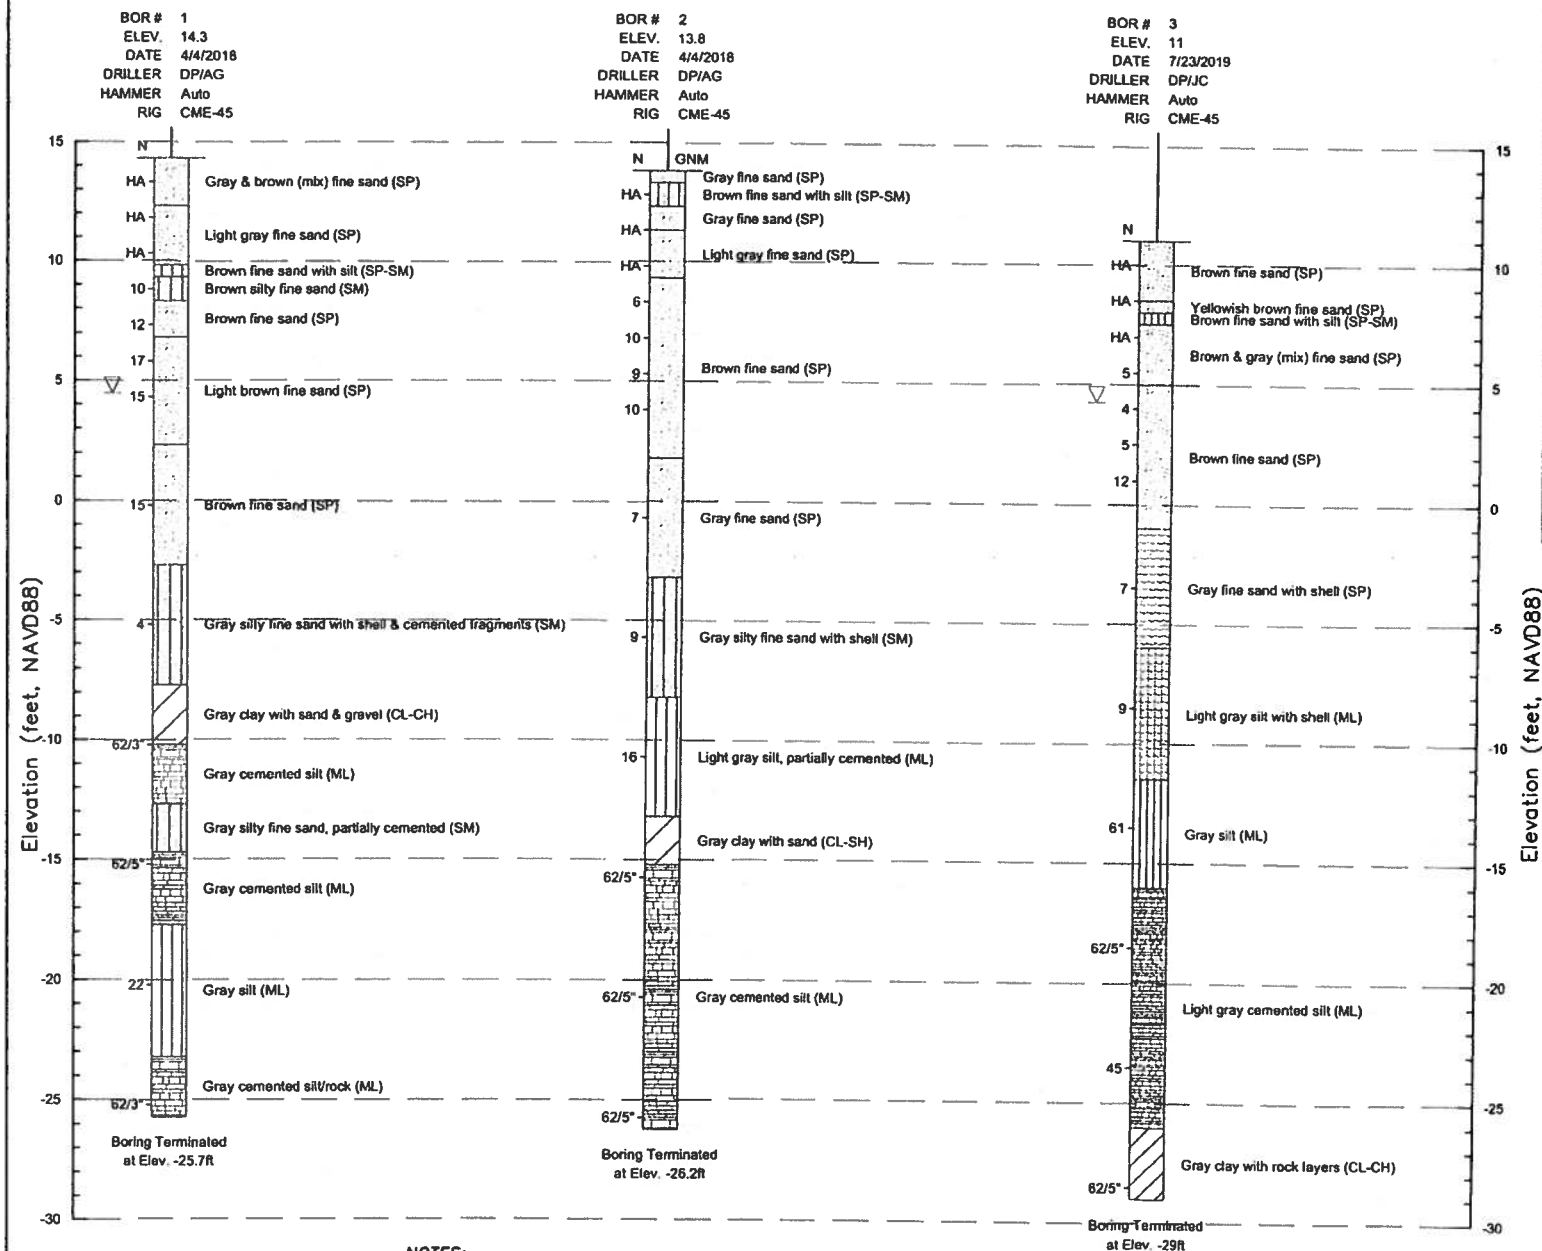 BOR # 1
ELEV. 14.3
DATE 4/4/2018
DRILLER DP/AG
HAMMER Auto
RIG CME-45
BOR # 2
ELEV. 13.8
DATE 4/4/2018
DRILLER DP/AG
HAMMER Auto
RIG CME-45
BOR # 3
ELEV. 11
DATE 7/23/2019
DRILLER DP/JC
HAMMER Auto
RIG CME-45
Elevation (feet, NAVD88)
15
10
5
0
-5
-10
-15
-20
-25
-30
N
HA Gray & brown (mix) fine sand (SP)
HA
Light gray fine sand (SP)
HA
Brown fine sand with silt (SP-SM)
10 Brown silty fine sand (SM)
12 Brown fine sand (SP)
17
15 Light brown fine sand (SP)
15 Brown fine sand (SP)
4 Gray silty fine sand with shell & cemented fragments (SM)
Gray clay with sand & gravel (CL-CH)
62/3"
Gray cemented silt (ML)
Gray silty fine sand, partially cemented (SM)
62/5"
Gray cemented silt (ML)
22 Gray silt (ML)
Gray cemented silt/rock (ML)
62/3"
Boring Terminated
at Elev. -25.7ft
N GNM
Gray fine sand (SP)
HA Brown fine sand with silt (SP-SM)
Gray fine sand (SP)
HA
Light gray fine sand (SP)
HA
6
10
9 Brown fine sand (SP)
10
7 Gray fine sand (SP)
9 Gray silty fine sand with shell (SM)
16 Light gray silt, partially cemented (ML)
Gray clay with sand (CL-SH)
62/5"
62/5" Gray cemented silt (ML)
62/5"
Boring Terminated
at Elev. -26.2ft
N
HA Brown fine sand (SP)
HA Yellowish brown fine sand (SP)
Brown fine sand with silt (SP-SM)
HA
Brown & gray (mix) fine sand (SP)
5
4
5
Brown fine sand (SP)
12
7 Gray fine sand with shell (SP)
9 Light gray silt with shell (ML)
61 Gray silt (ML)
62/5"
Light gray cemented silt (ML)
45
Gray clay with rock layers (CL-CH)
62/5"
Boring Terminated
at Elev. -29ft
15
10
5
0
-5
-10
-15
-20
-25
-30
Elevation (feet, NAVD88)
NOTES: